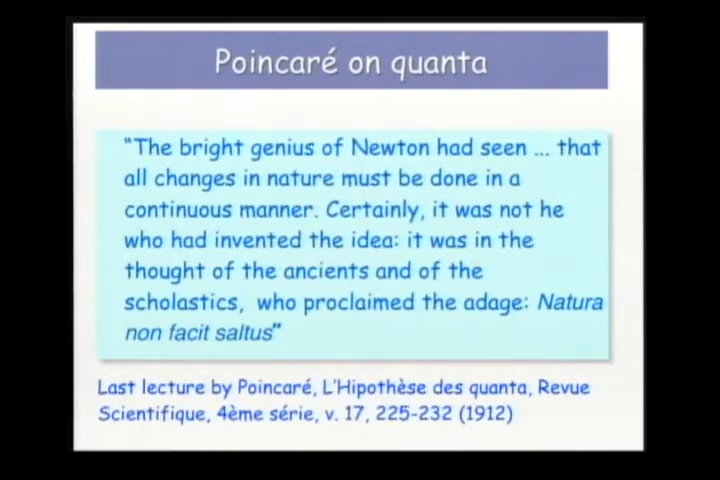 Poincaré on quanta
"The bright genius of Newton had seen ... that
all changes in nature must be done in a
continuous manner. Certainly, it was not he
who had invented the idea: it was in the
thought of the ancients and of the
scholastics, who proclaimed the adage: Natura
non facit saltus"
Last lecture by Poincaré, L'Hipothèse des quanta, Revue
Scientifique, 4ème série, v. 17, 225-232 (1912)